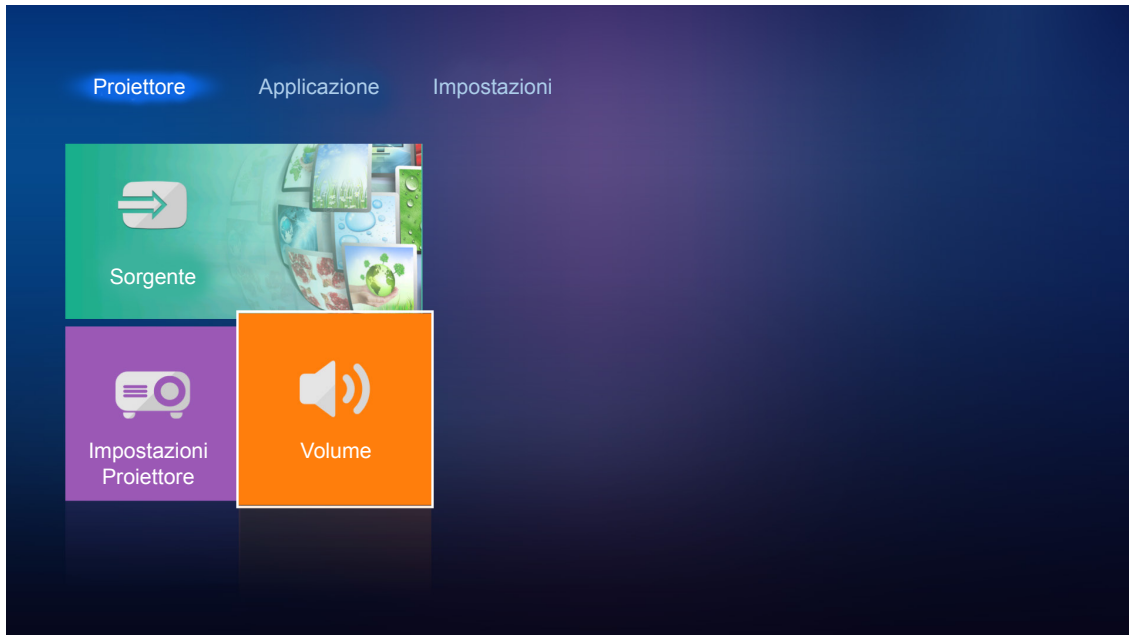 Proiettore Applicazione Impostazioni
Sorgente
Impostazioni
Proiettore
Volume